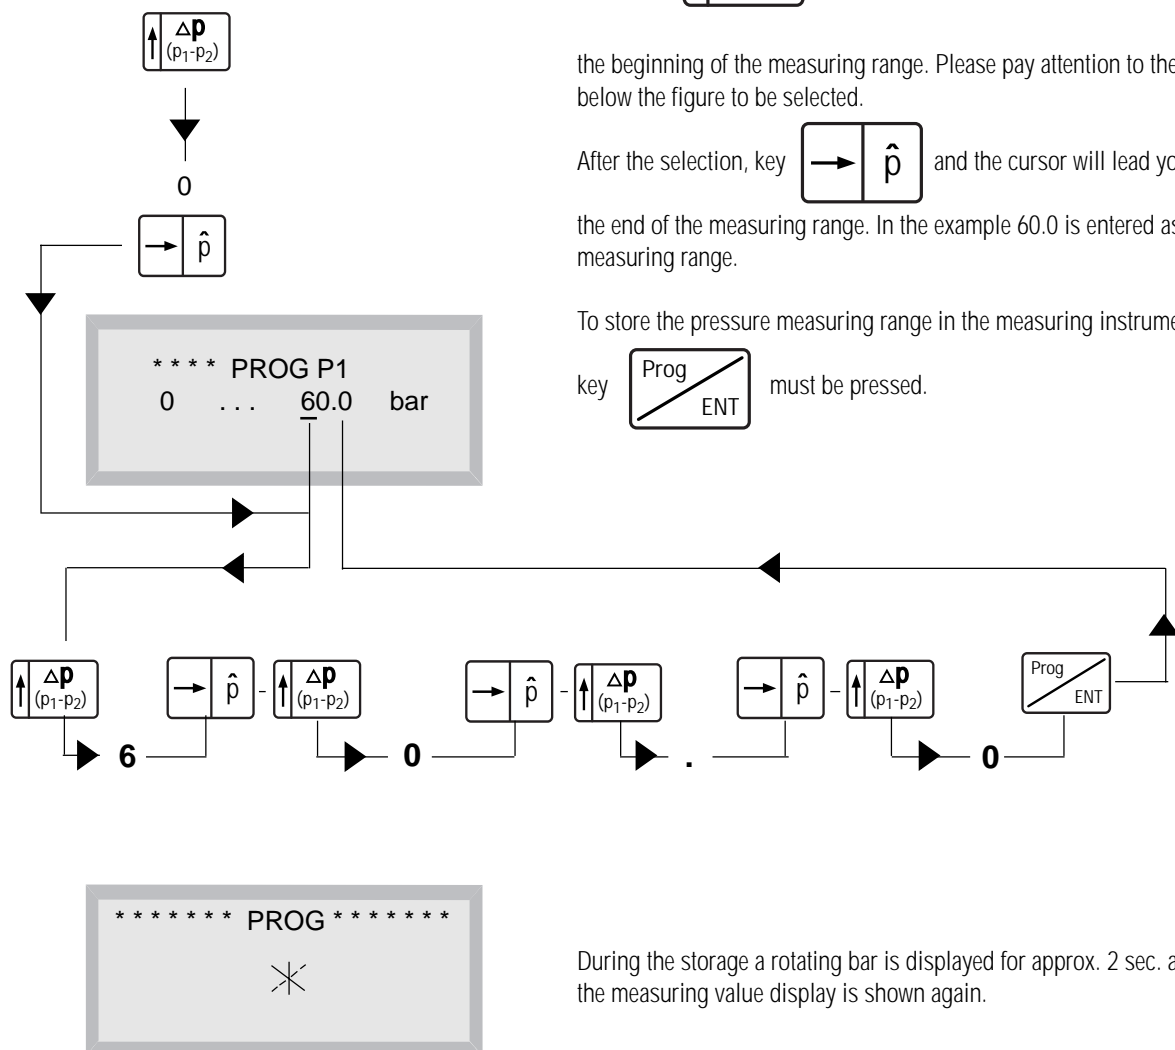 Δp
(p1-p2)
the beginning of the measuring range. Please pay attention to the
below the figure to be selected.
After the selection, key → p̂ and the cursor will lead
0
→ p̂
the end of the measuring range. In the example 60.0 is entered
measuring range.
To store the pressure measuring range in the measuring
* * * * PROG P1
0 . . . 60.0 bar
key Prog ENT must be pressed.
↑ Δp (p1-p2) → p̂ - ↑ Δp (p1-p2) → p̂ - ↑ Δp (p1-p2) → p̂ - ↑ Δp (p1-p2) Prog ENT
6 0 . 0
* * * * * * * PROG * * * * * * *
During the storage a rotating bar is displayed for approx. 2 sec.
the measuring value display is shown again.